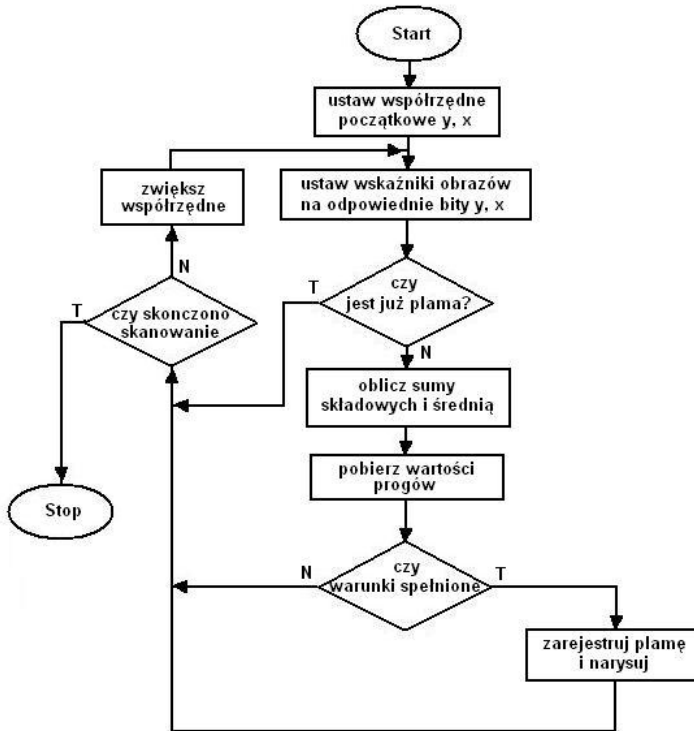 Start
ustaw współrzędne
początkowe y, x
zwiększ
współrzędne
ustaw wskaźniki obrazów
na odpowiednie bity y, x
N
T
czy skonczono
skanowanie
T
czy
jest już plama?
N
oblicz sumy
składowych i średnią
pobierz wartości
progów
Stop
N
czy
warunki spełnione
T
zarejestruj plamę
i narysuj